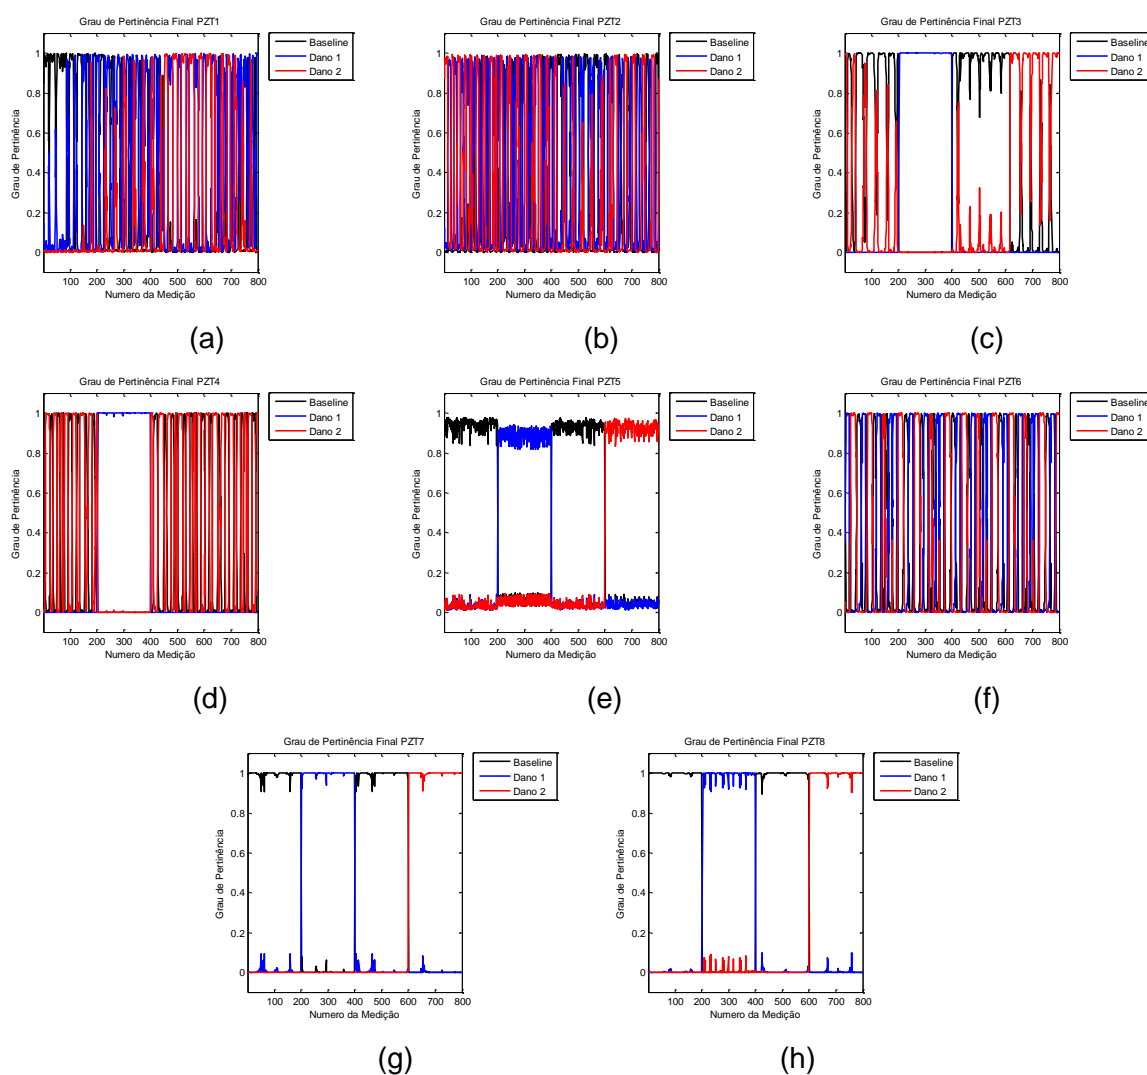 Grau de Pertinência Final PZT1
Baseline
Dano 1
Dano 2
Grau de Pertinência
1
0.8
0.6
0.4
0.2
0
100 200 300 400 500 600 700 800
Numero da Medição
(a)
Grau de Pertinência Final PZT2
Baseline
Dano 1
Dano 2
Grau de Pertinência
1
0.8
0.6
0.4
0.2
0
100 200 300 400 500 600 700 800
Numero da Medição
(b)
Grau de Pertinência Final PZT3
Baseline
Dano 1
Dano 2
Grau de Pertinência
1
0.8
0.6
0.4
0.2
0
100 200 300 400 500 600 700 800
Numero da Medição
(c)
Grau de Pertinência Final PZT4
Baseline
Dano 1
Dano 2
Grau de Pertinência
1
0.8
0.6
0.4
0.2
0
100 200 300 400 500 600 700 800
Numero da Medição
(d)
Grau de Pertinência Final PZT5
Baseline
Dano 1
Dano 2
Grau de Pertinência
1
0.8
0.6
0.4
0.2
0
100 200 300 400 500 600 700 800
Numero da Medição
(e)
Grau de Pertinência Final PZT6
Baseline
Dano 1
Dano 2
Grau de Pertinência
1
0.8
0.6
0.4
0.2
0
100 200 300 400 500 600 700 800
Numero da Medição
(f)
Grau de Pertinência Final PZT7
Baseline
Dano 1
Dano 2
Grau de Pertinência
1
0.8
0.6
0.4
0.2
0
100 200 300 400 500 600 700 800
Numero da Medição
(g)
Grau de Pertinência Final PZT8
Baseline
Dano 1
Dano 2
Grau de Pertinência
1
0.8
0.6
0.4
0.2
0
100 200 300 400 500 600 700 800
Numero da Medição
(h)